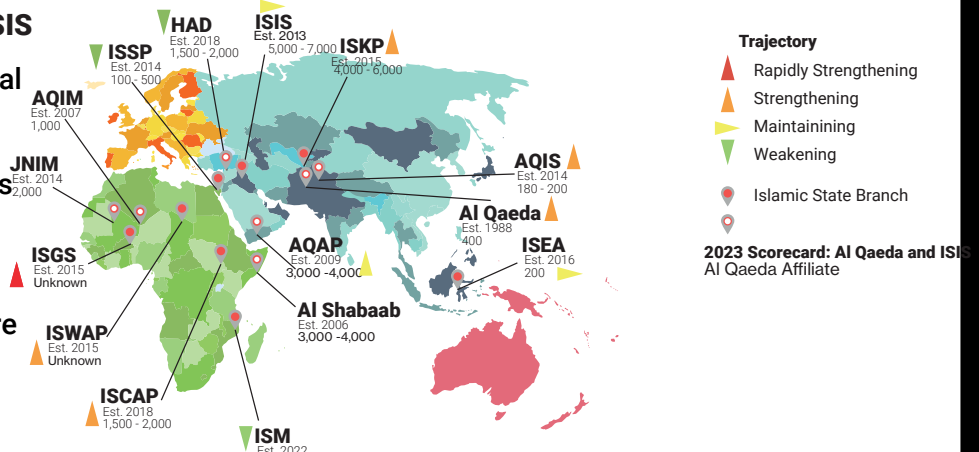 SIS
HAD
Est. 2018
1,500 - 2,000
ISIS
Est. 2013
5,000 - 7,000
ISKP
Est. 2015
4,000 - 6,000
ISSP
Est. 2014
100 - 500
al
AQIM
Est. 2007
1,000
JNIM
Est. 2014
2,000
s
AQIS
Est. 2014
180 - 200
Al Qaeda
Est. 1988
400
ISEA
Est. 2016
200
AQAP
Est. 2009
3,000 -4,000
ISGS
Est. 2015
Unknown
Al Shabaab
Est. 2006
3,000 -4,000
re
ISWAP
Est. 2015
Unknown
ISCAP
Est. 2018
1,500 - 2,000
ISM
Est. 2022
Trajectory
Rapidly Strengthening
Strengthening
Maintainining
Weakening
Islamic State Branch
2023 Scorecard: Al Qaeda and ISIS
Al Qaeda Affiliate